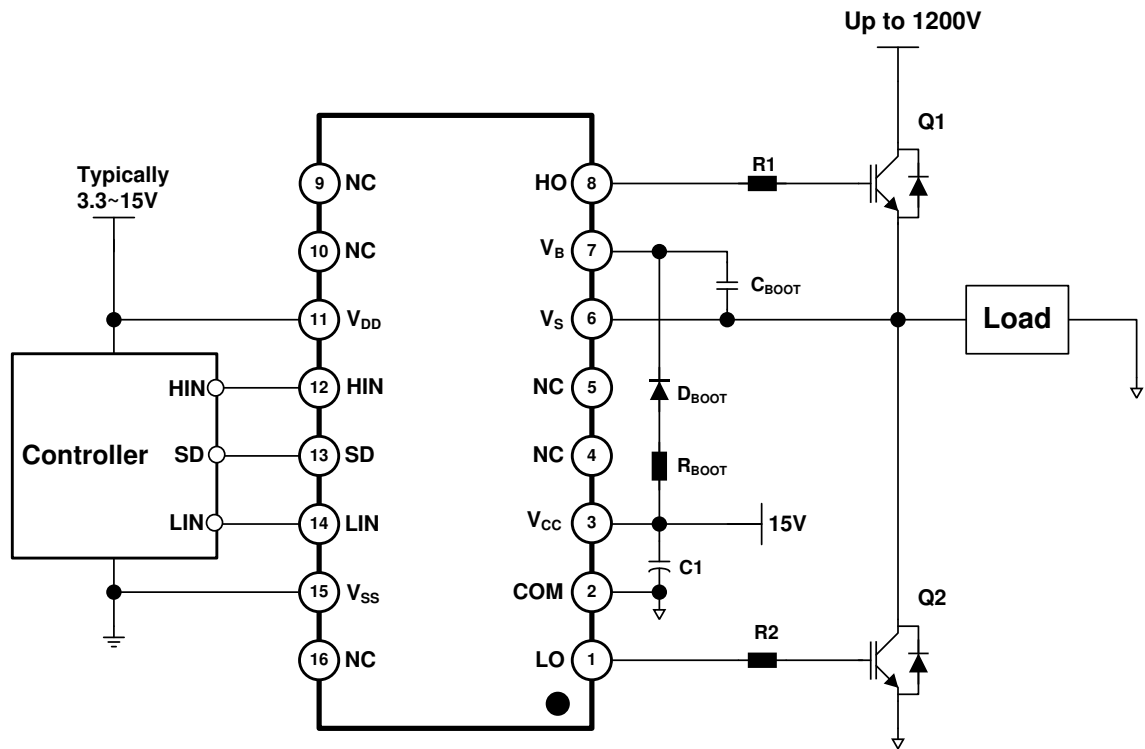 Up to 1200V
Q1
Typically
3.3~15V
9 NC
HO 8
R1
10 NC
VB 7
CBOOT
11 VDD
VS 6
Load
HIN
12 HIN
NC 5
DBOOT
Controller
SD
13 SD
NC 4
RBOOT
LIN
14 LIN
VCC 3
15V
C1
15 VSS
COM 2
Q2
16 NC
LO 1
R2